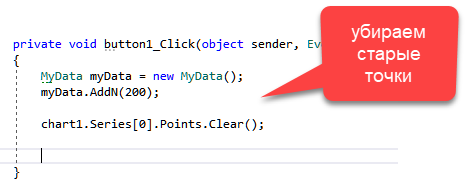 private void button1_Click(object sender, Ev
{
MyData myData = new MyData();
myData.AddN(200);
chart1.Series[0].Points.Clear();
}
убираем
старые
точки